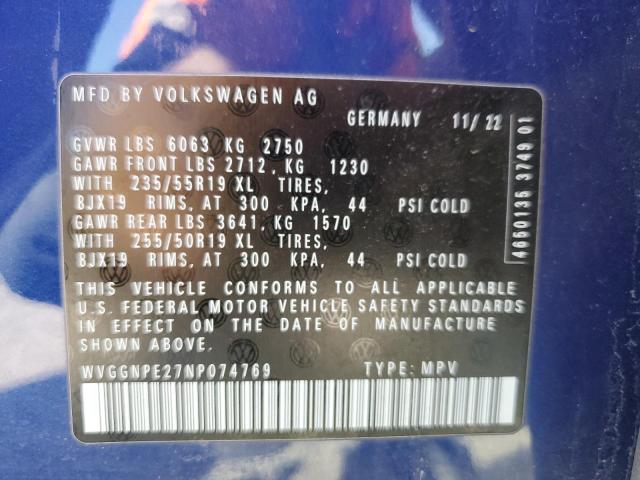 MFD BY VOLKSWAGEN AG
GERMANY 11/22
GVWR LBS 6063 KG 2750
GAWR FRONT LBS 2712, KG 1230
WITH 235/55R19 XL TIRES,
8JX19 RIMS, AT 300 KPA, 44 PSI COLD
GAWR REAR LBS 3641, KG 1570
WITH 255/50R19 XL TIRES,
8JX19 RIMS, AT 300 KPA, 44 PSI COLD
THIS VEHICLE CONFORMS TO ALL APPLICABLE
U.S. FEDERAL MOTOR VEHICLE SAFETY STANDARDS
IN EFFECT ON THE DATE OF MANUFACTURE
SHOWN ABOVE.
WVGGNPE27NP074769 TYPE: MPV
4650135 3749 01